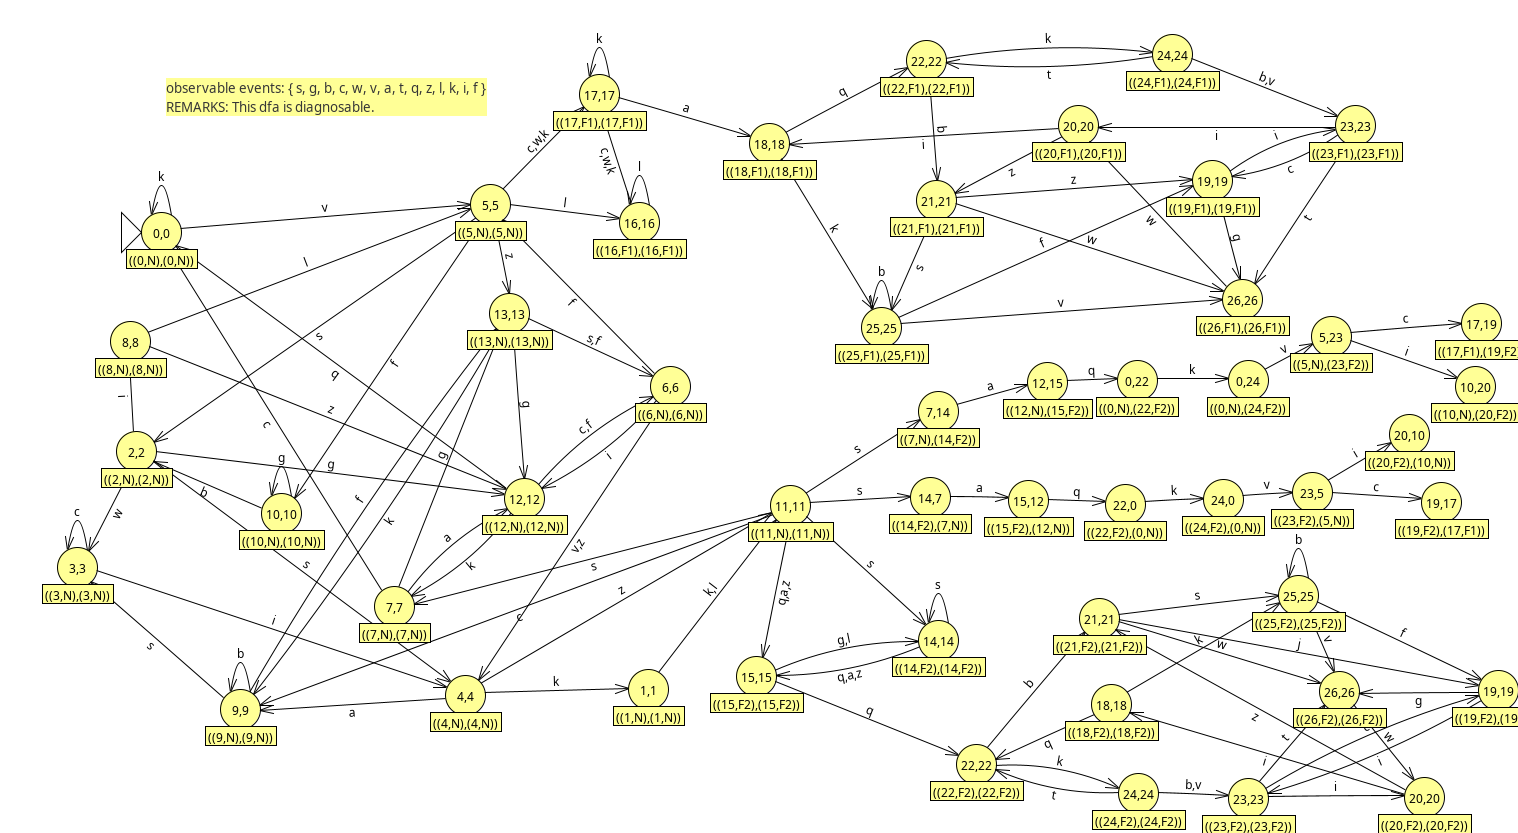 observable events: { s, g, b, c, w, v, a, t, q, z, l, k, i, f }
REMARKS: This dfa is diagnosable.
k
17,17
((17,F1),(17,F1))
a
c,w,k
c,w,k
l
16,16
((16,F1),(16,F1))
l
k
0,0
((0,N),(0,N))
v
5,5
((5,N),(5,N))
l
z
f
s
q
f
c
8,8
((8,N),(8,N))
z
i
13,13
((13,N),(13,N))
s,f
g
6,6
((6,N),(6,N))
c,f
i
2,2
((2,N),(2,N))
g
g
b
w
s
10,10
((10,N),(10,N))
12,12
((12,N),(12,N))
g
f
k
a
k
v,z
c
3,3
((3,N),(3,N))
i
s
7,7
((7,N),(7,N))
s
c
z
b
9,9
((9,N),(9,N))
a
4,4
((4,N),(4,N))
k
1,1
((1,N),(1,N))
k,l
18,18
((18,F1),(18,F1))
q
k
22,22
((22,F1),(22,F1))
k
t
24,24
((24,F1),(24,F1))
b,v
b
i
20,20
((20,F1),(20,F1))
i
i
c
23,23
((23,F1),(23,F1))
z
z
w
21,21
((21,F1),(21,F1))
19,19
((19,F1),(19,F1))
s
f
w
g
t
b
25,25
((25,F1),(25,F1))
v
26,26
((26,F1),(26,F1))
11,11
((11,N),(11,N))
s
7,14
((7,N),(14,F2))
a
12,15
((12,N),(15,F2))
q
0,22
((0,N),(22,F2))
k
0,24
((0,N),(24,F2))
v
5,23
((5,N),(23,F2))
c
17,19
((17,F1),(19,F2
i
10,20
((10,N),(20,F2))
s
14,7
((14,F2),(7,N))
a
15,12
((15,F2),(12,N))
q
22,0
((22,F2),(0,N))
k
24,0
((24,F2),(0,N))
v
23,5
((23,F2),(5,N))
i
20,10
((20,F2),(10,N))
c
19,17
((19,F2),(17,F1))
s
q,a,z
s
14,14
((14,F2),(14,F2))
g,l
q,a,z
15,15
((15,F2),(15,F2))
q
b
25,25
((25,F2),(25,F2))
s
21,21
((21,F2),(21,F2))
k
w
j
v
f
b
18,18
((18,F2),(18,F2))
q
26,26
((26,F2),(26,F2))
g
19,19
((19,F2),(19
z
t
w
i
i
22,22
((22,F2),(22,F2))
k
t
24,24
((24,F2),(24,F2))
b,v
23,23
((23,F2),(23,F2))
i
20,20
((20,F2),(20,F2))